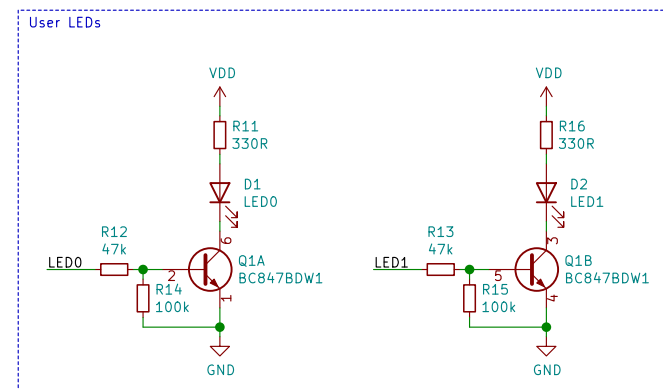 User LEDs
VDD
R11
330R
D1
LED0
6
R12
47k
LED0
2
Q1A
BC847BDW1
R14
100k
1
GND
VDD
R16
330R
D2
LED1
3
R13
47k
LED1
5
Q1B
BC847BDW1
R15
100k
4
GND